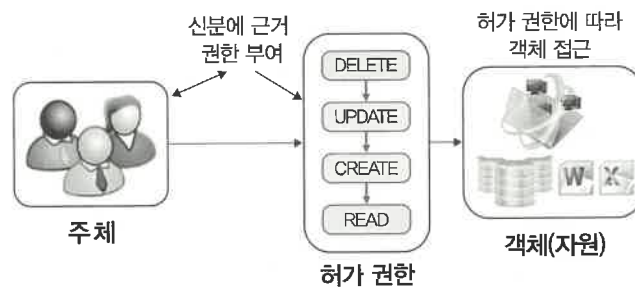 신분에 근거
권한 부여
허가 권한에 따라
객체 접근
DELETE
UPDATE
CREATE
READ
W
X
주체
허가 권한
객체(자원)